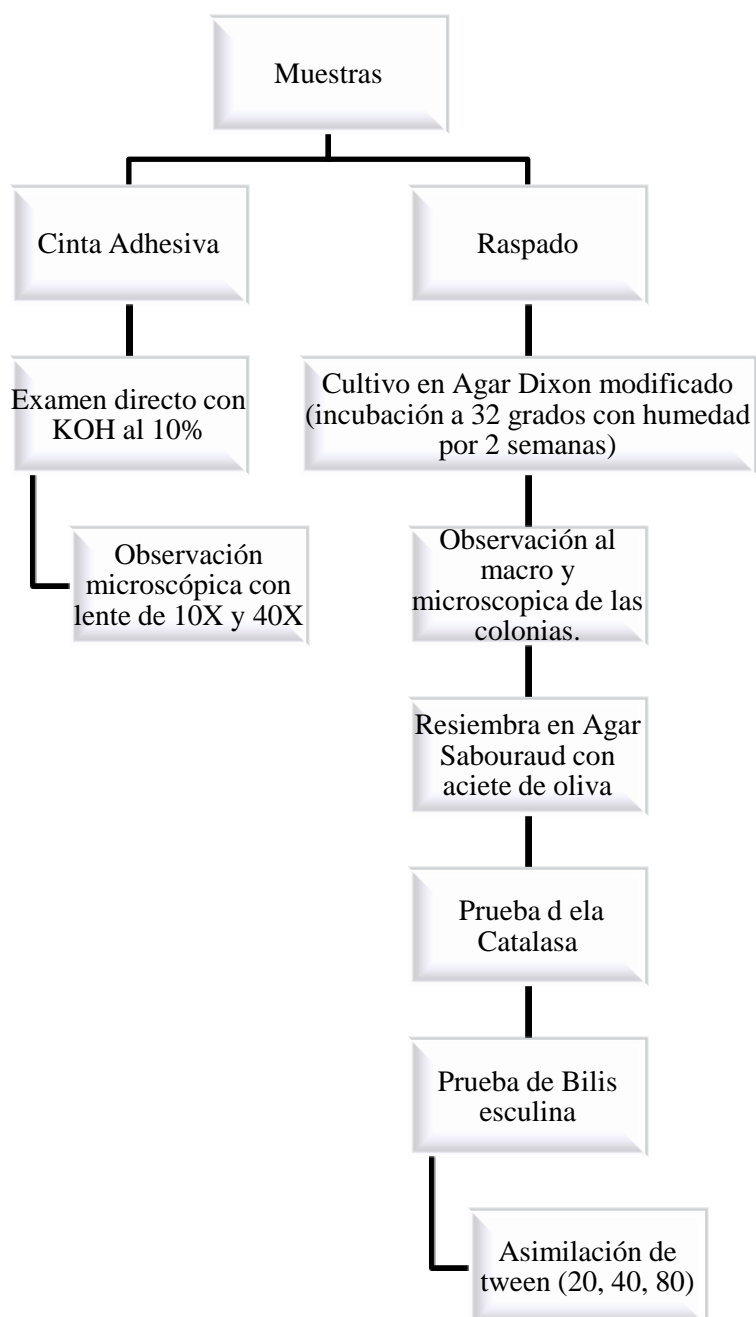 Muestras
Cinta Adhesiva
Raspado
Examen directo con
KOH al 10%
Cultivo en Agar Dixon modificado
(incubación a 32 grados con humedad
por 2 semanas)
Observación
microscópica con
lente de 10X y 40X
Observación al
macro y
microscopica de las
colonias.
Resiembra en Agar
Sabouraud con
aciete de oliva
Prueba d ela
Catalasa
Prueba de Bilis
esculina
Asimilación de
tween (20, 40, 80)